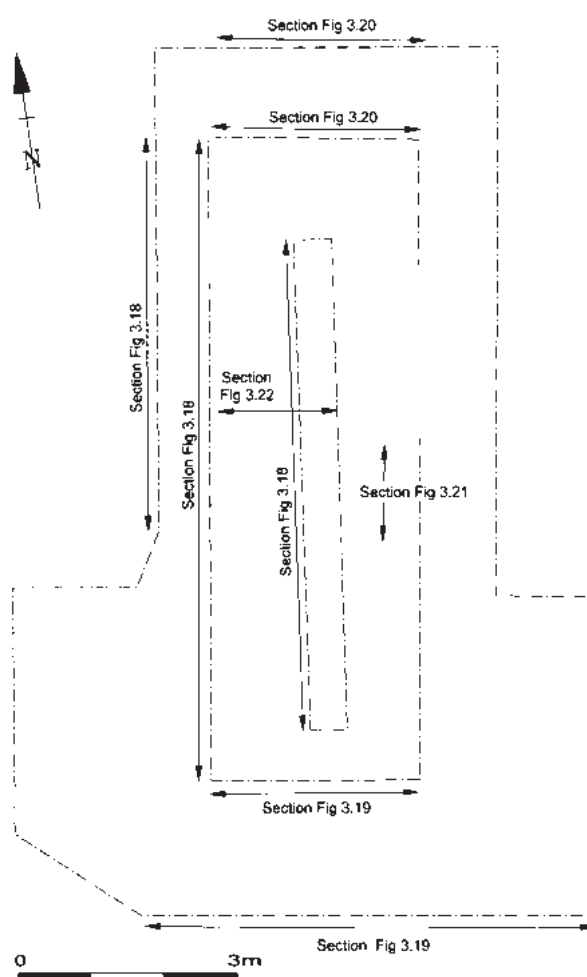 Section Fig 3.20
Section Fig 3.20
N
Section Fig 3.18
Section Fig 3.18
Section
Fig 3.22
Section Fig 3.18
Section Fig 3.21
Section Fig 3.19
Section Fig 3.19
0 3m